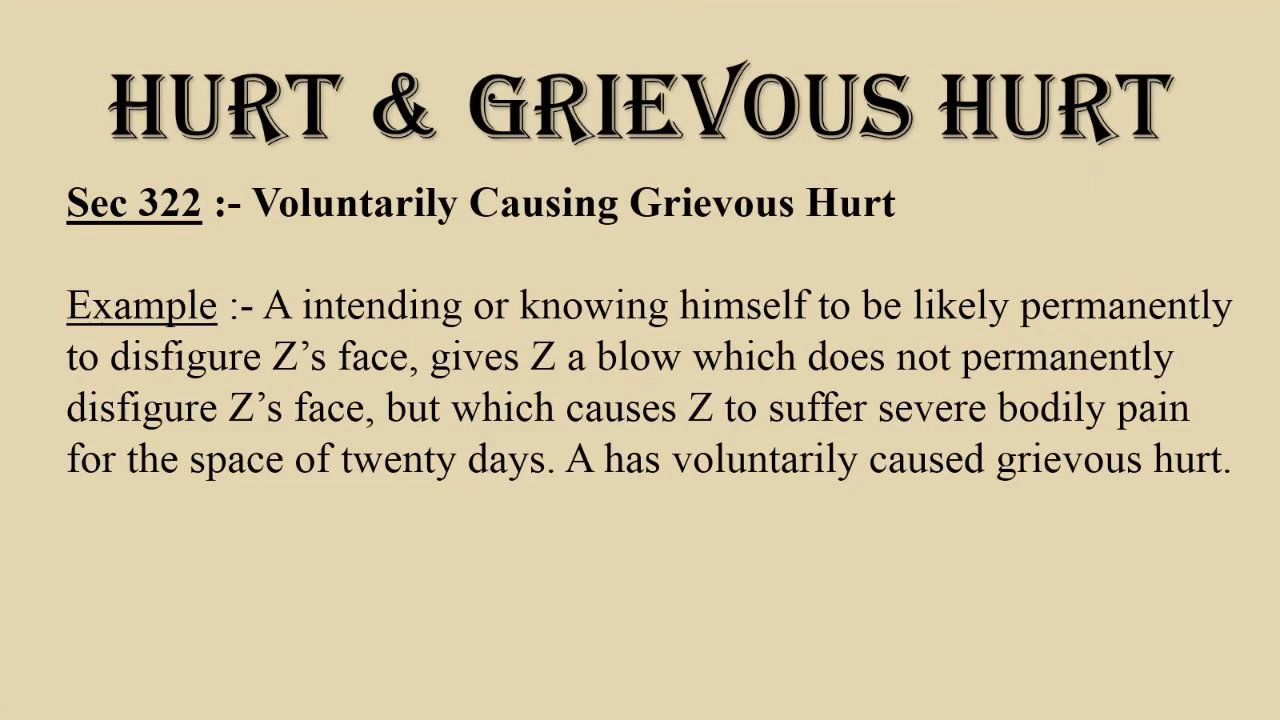 HURT & GRIEVOUS HURT
Sec 322 :- Voluntarily Causing Grievous Hurt
Example :- A intending or knowing himself to be likely permanently
to disfigure Z’s face, gives Z a blow which does not permanently
disfigure Z’s face, but which causes Z to suffer severe bodily pain
for the space of twenty days. A has voluntarily caused grievous hurt.